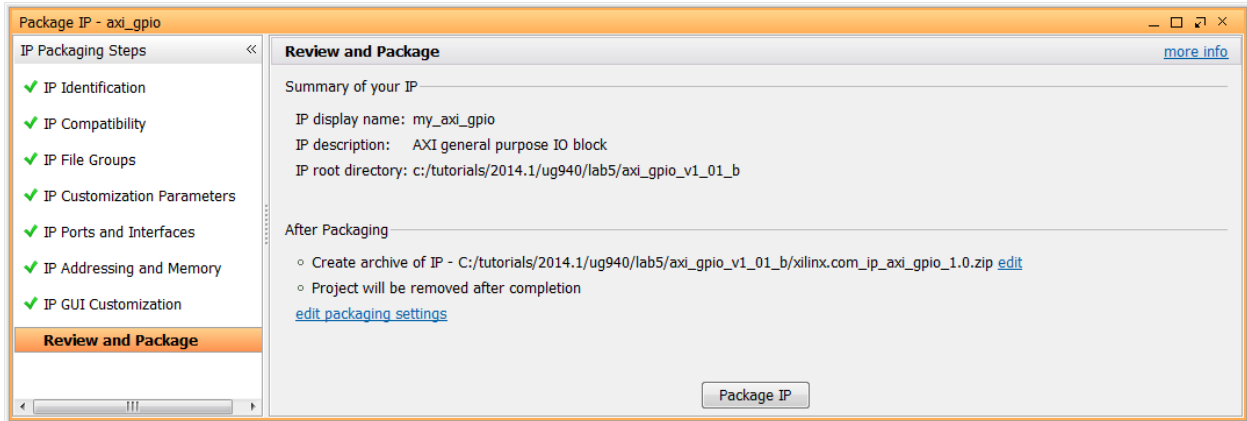 Package IP - axi_gpio
IP Packaging Steps
IP Identification
IP Compatibility
IP File Groups
IP Customization Parameters
IP Ports and Interfaces
IP Addressing and Memory
IP GUI Customization
Review and Package
Review and Package more info
Summary of your IP
IP display name: my_axi_gpio
IP description: AXI general purpose IO block
IP root directory: c:/tutorials/2014.1/ug940/lab5/axi_gpio_v1_01_b
After Packaging
Create archive of IP - C:/tutorials/2014.1/ug940/lab5/axi_gpio_v1_01_b/xilinx.com_ip_axi_gpio_1.0.zip edit
Project will be removed after completion
edit packaging settings
Package IP